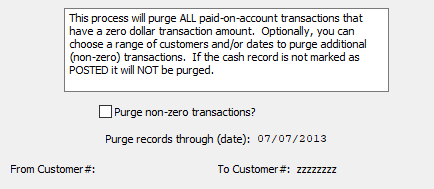 This process will purge ALL paid-on-account transactions that
have a zero dollar transaction amount.  Optionally, you can
choose a range of customers and/or dates to purge additional
(non-zero) transactions.  If the cash record is not marked as
POSTED it will NOT be purged.
Purge non-zero transactions?
Purge records through (date): 07/07/2013
From Customer#: To Customer#: zzzzzzzz